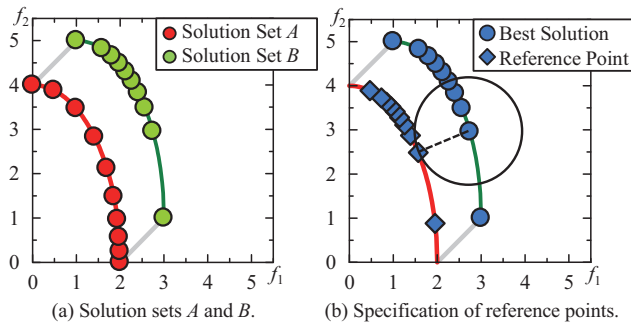 f2
5
4
3
2
1
0
0 1 2 3 4 5 f1
Solution Set A
Solution Set B
(a) Solution sets A and B.
f2
5
4
3
2
1
0
0 1 2 3 4 5 f1
Best Solution
Reference Point
(b) Specification of reference points.